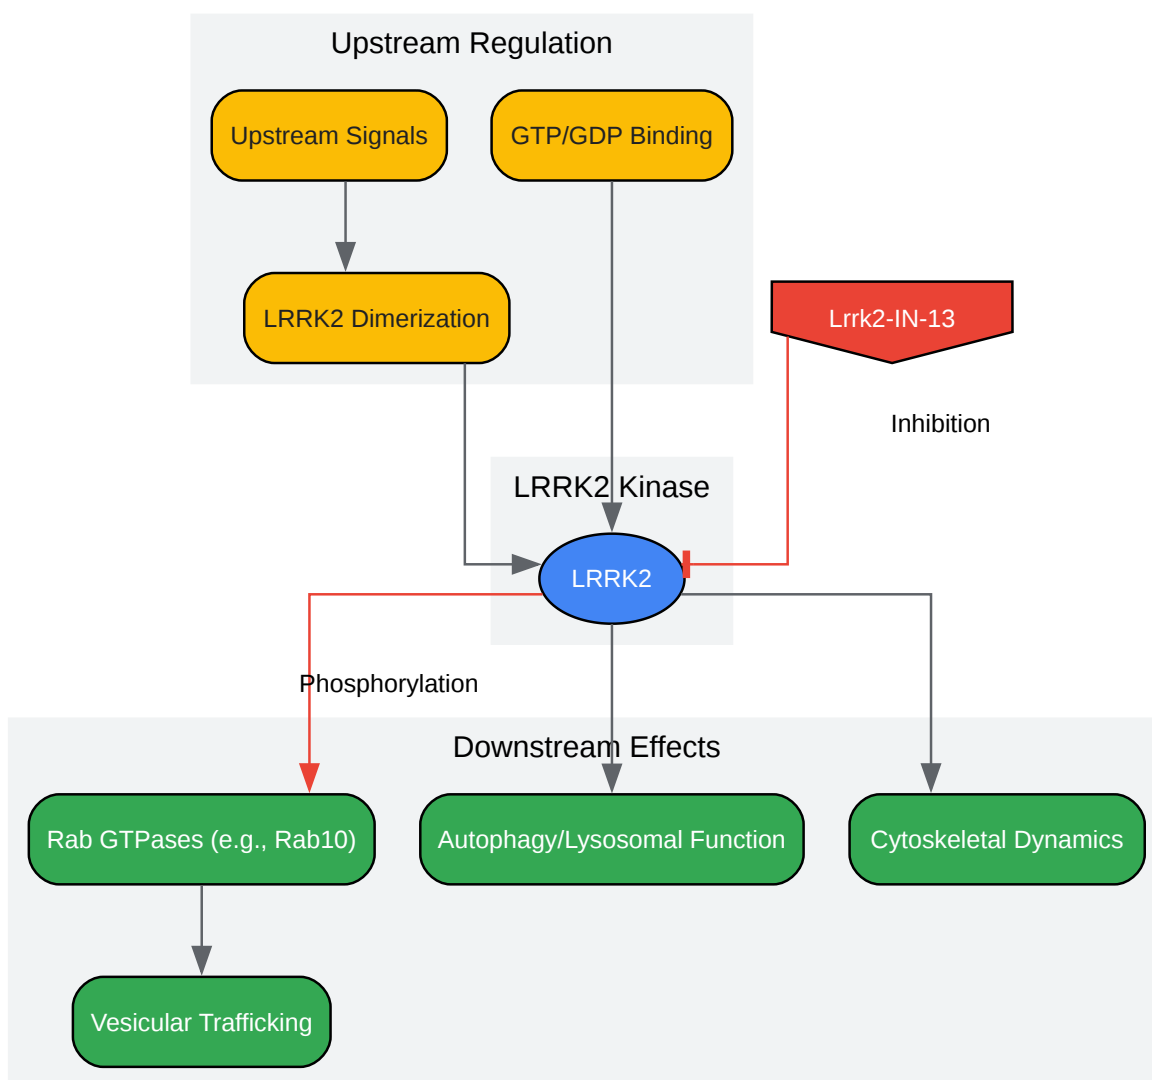 Upstream Regulation
Upstream Signals
GTP/GDP Binding
LRRK2 Dimerization
Lrrk2-IN-13
Inhibition
LRRK2 Kinase
LRRK2
Phosphorylation
Downstream Effects
Rab GTPases (e.g., Rab10)
Autophagy/Lysosomal Function
Cytoskeletal Dynamics
Vesicular Trafficking